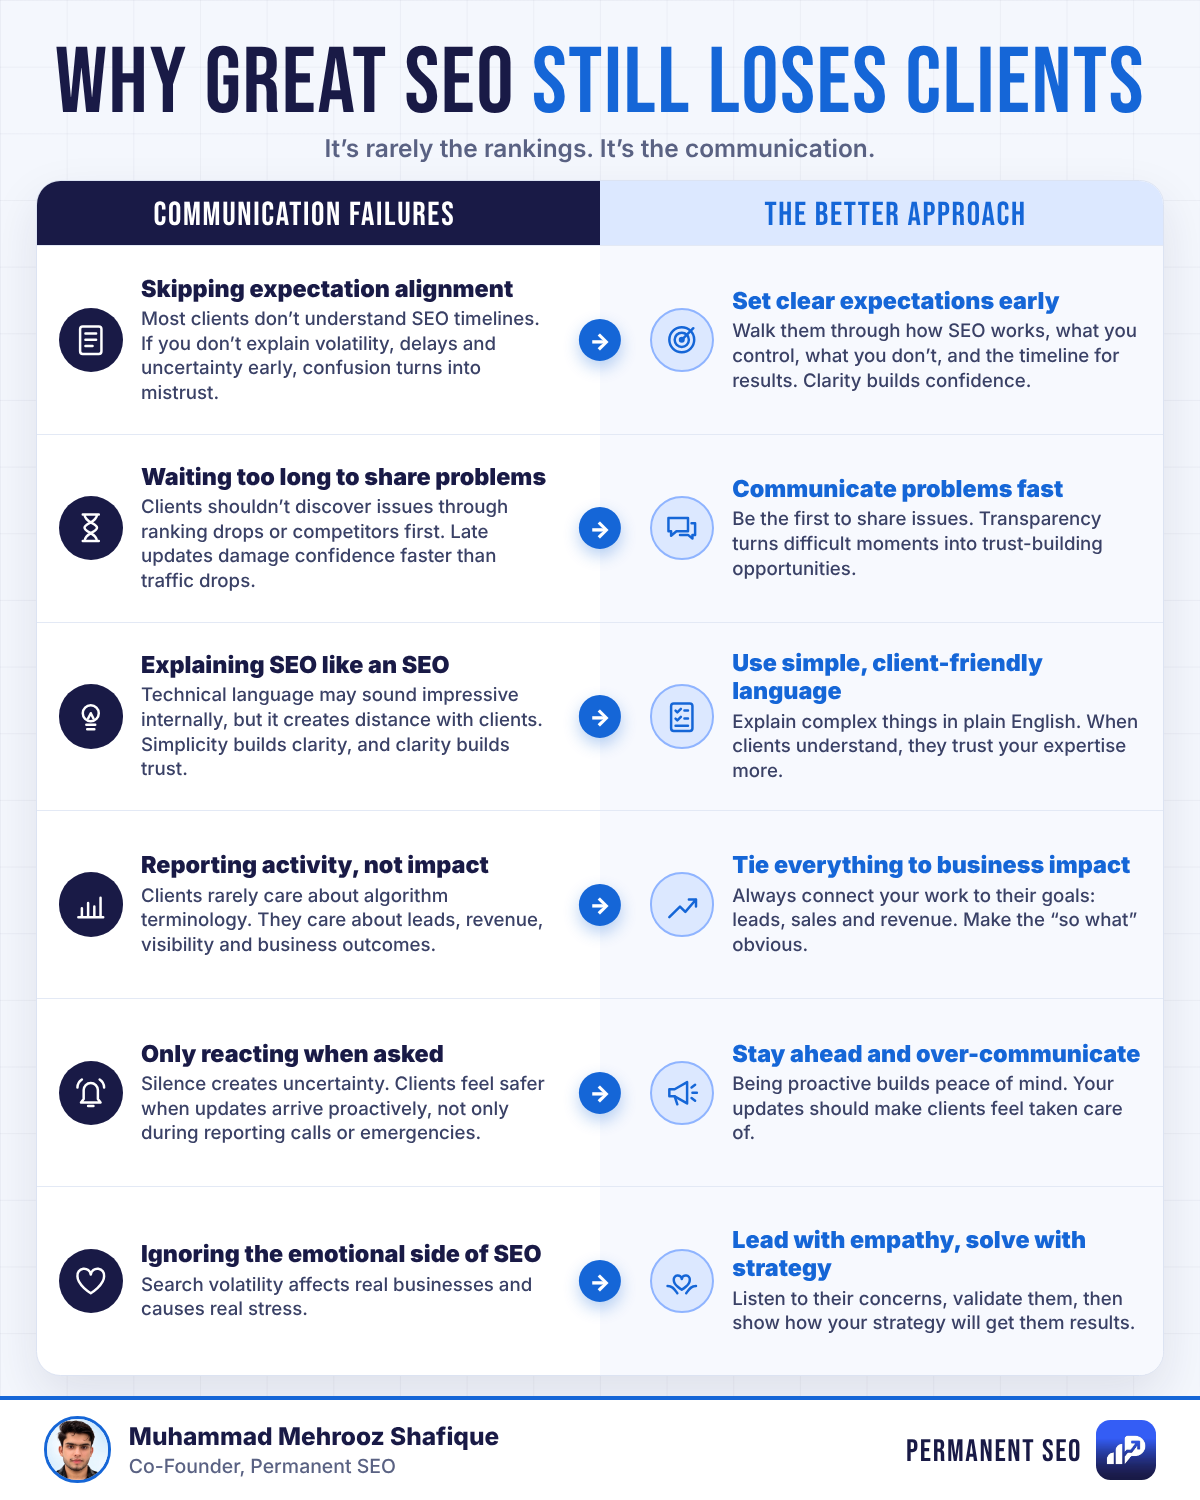 WHY GREAT SEO STILL LOSES CLIENTS
It’s rarely the rankings. It’s the communication.
COMMUNICATION FAILURES
THE BETTER APPROACH
Skipping expectation alignment
Most clients don’t understand SEO timelines.
If you don’t explain volatility, delays and
uncertainty early, confusion turns into
mistrust.
Set clear expectations early
Walk them through how SEO works, what you
control, what you don’t, and the timeline for
results. Clarity builds confidence.
Waiting too long to share problems
Clients shouldn’t discover issues through
ranking drops or competitors first. Late
updates damage confidence faster than
traffic drops.
Communicate problems fast
Be the first to share issues. Transparency
turns difficult moments into trust-building
opportunities.
Explaining SEO like an SEO
Technical language may sound impressive
internally, but it creates distance with clients.
Simplicity builds clarity, and clarity builds
trust.
Use simple, client-friendly
language
Explain complex things in plain English. When
clients understand, they trust your expertise
more.
Reporting activity, not impact
Clients rarely care about algorithm
terminology. They care about leads, revenue,
visibility and business outcomes.
Tie everything to business impact
Always connect your work to their goals:
leads, sales and revenue. Make the “so what”
obvious.
Only reacting when asked
Silence creates uncertainty. Clients feel safer
when updates arrive proactively, not only
during reporting calls or emergencies.
Stay ahead and over-communicate
Being proactive builds peace of mind. Your
updates should make clients feel taken care
of.
Ignoring the emotional side of SEO
Search volatility affects real businesses and
causes real stress.
Lead with empathy, solve with
strategy
Listen to their concerns, validate them, then
show how your strategy will get them results.
Muhammad Mehrooz Shafique
Co-Founder, Permanent SEO
PERMANENT SEO